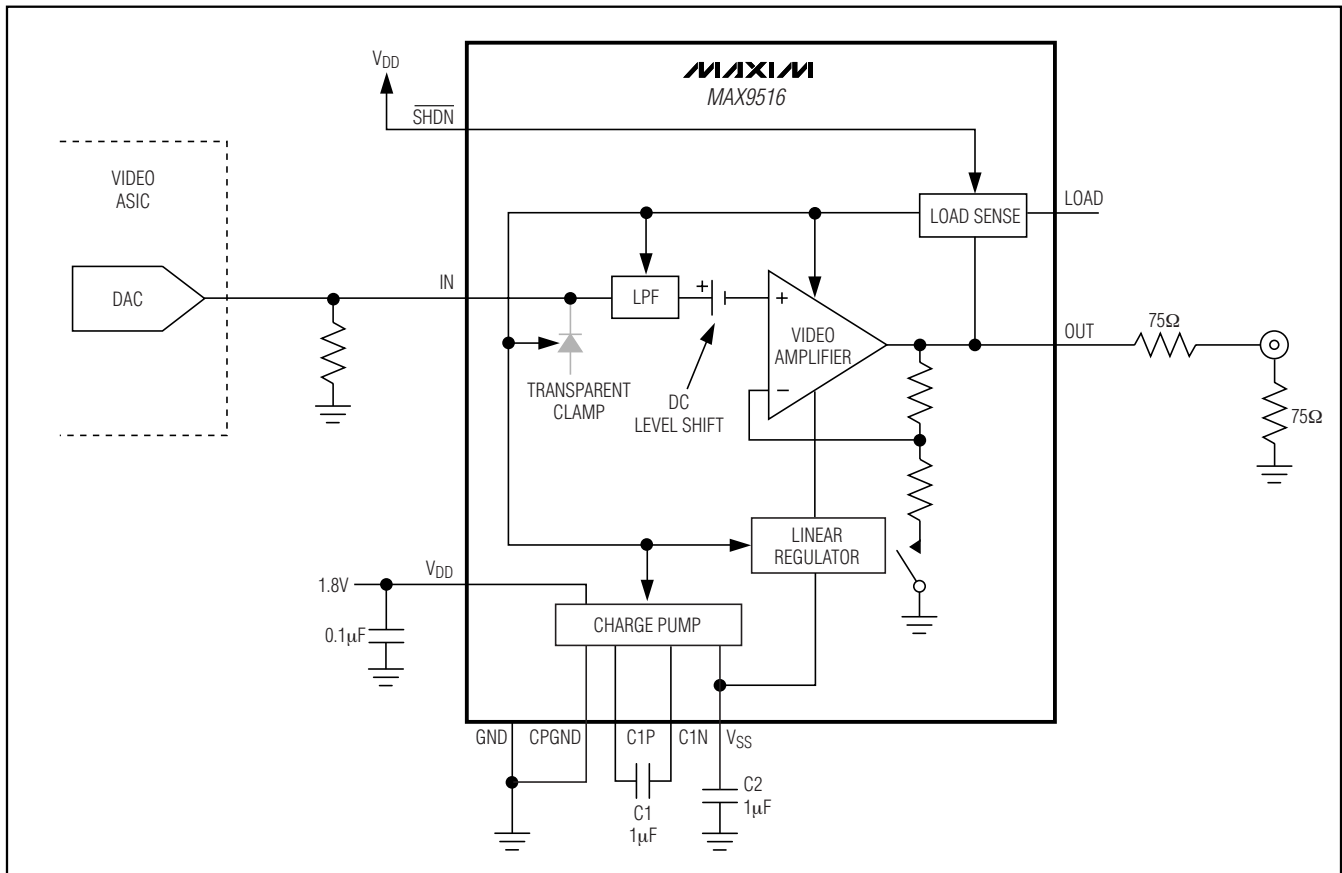 MAXIM
MAX9516
VDD
SHDN
VIDEO
ASIC
DAC
IN
LPF
+
+
−
VIDEO
AMPLIFIER
LOAD SENSE
LOAD
OUT
75Ω
75Ω
TRANSPARENT
CLAMP
DC
LEVEL SHIFT
LINEAR
REGULATOR
1.8V
VDD
0.1µF
CHARGE PUMP
GND
CPGND
C1P
C1N
VSS
C1
1µF
C2
1µF